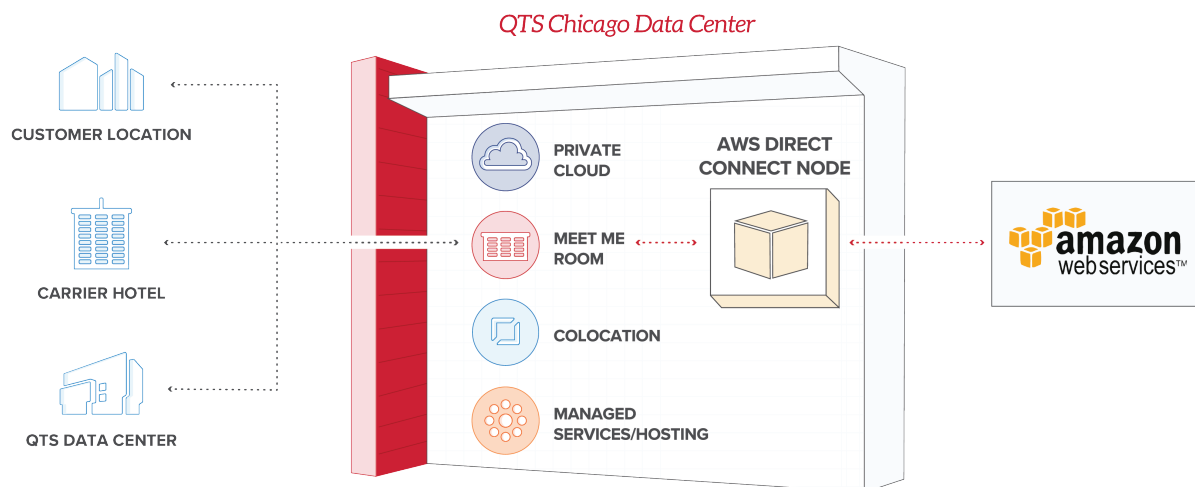 QTS Chicago Data Center
CUSTOMER LOCATION
CARRIER HOTEL
QTS DATA CENTER
PRIVATE
CLOUD
MEET ME
ROOM
COLOCATION
MANAGED
SERVICES/HOSTING
AWS DIRECT
CONNECT NODE
amazon
webservices™